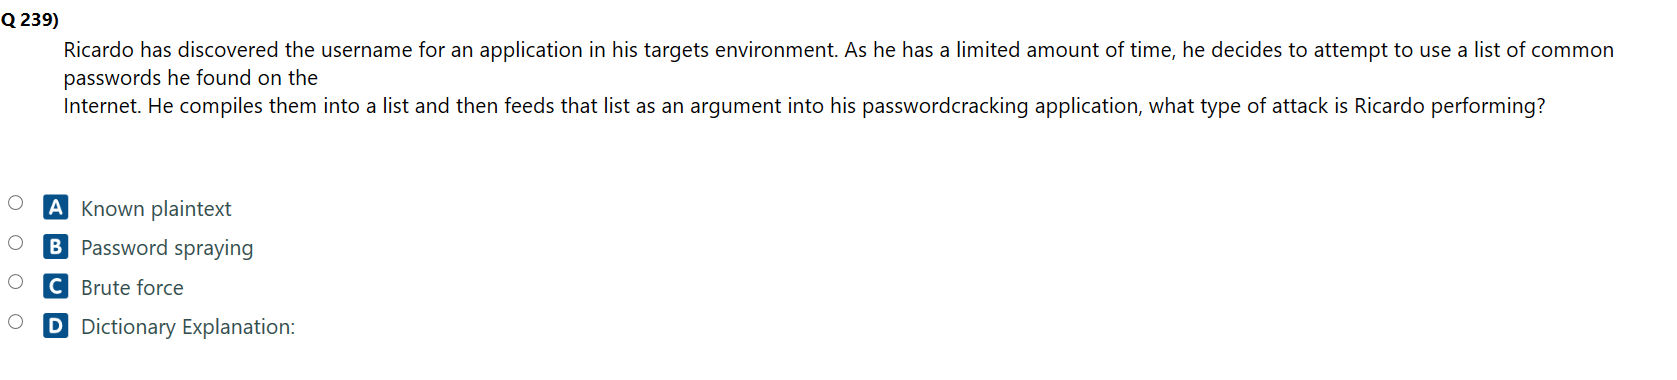 Q 239)
Ricardo has discovered the username for an application in his targets environment. As he has a limited amount of time, he decides to attempt to use a list of common
passwords he found on the
Internet. He compiles them into a list and then feeds that list as an argument into his passwordcracking application, what type of attack is Ricardo performing?
A Known plaintext
B Password spraying
C Brute force
D Dictionary Explanation: